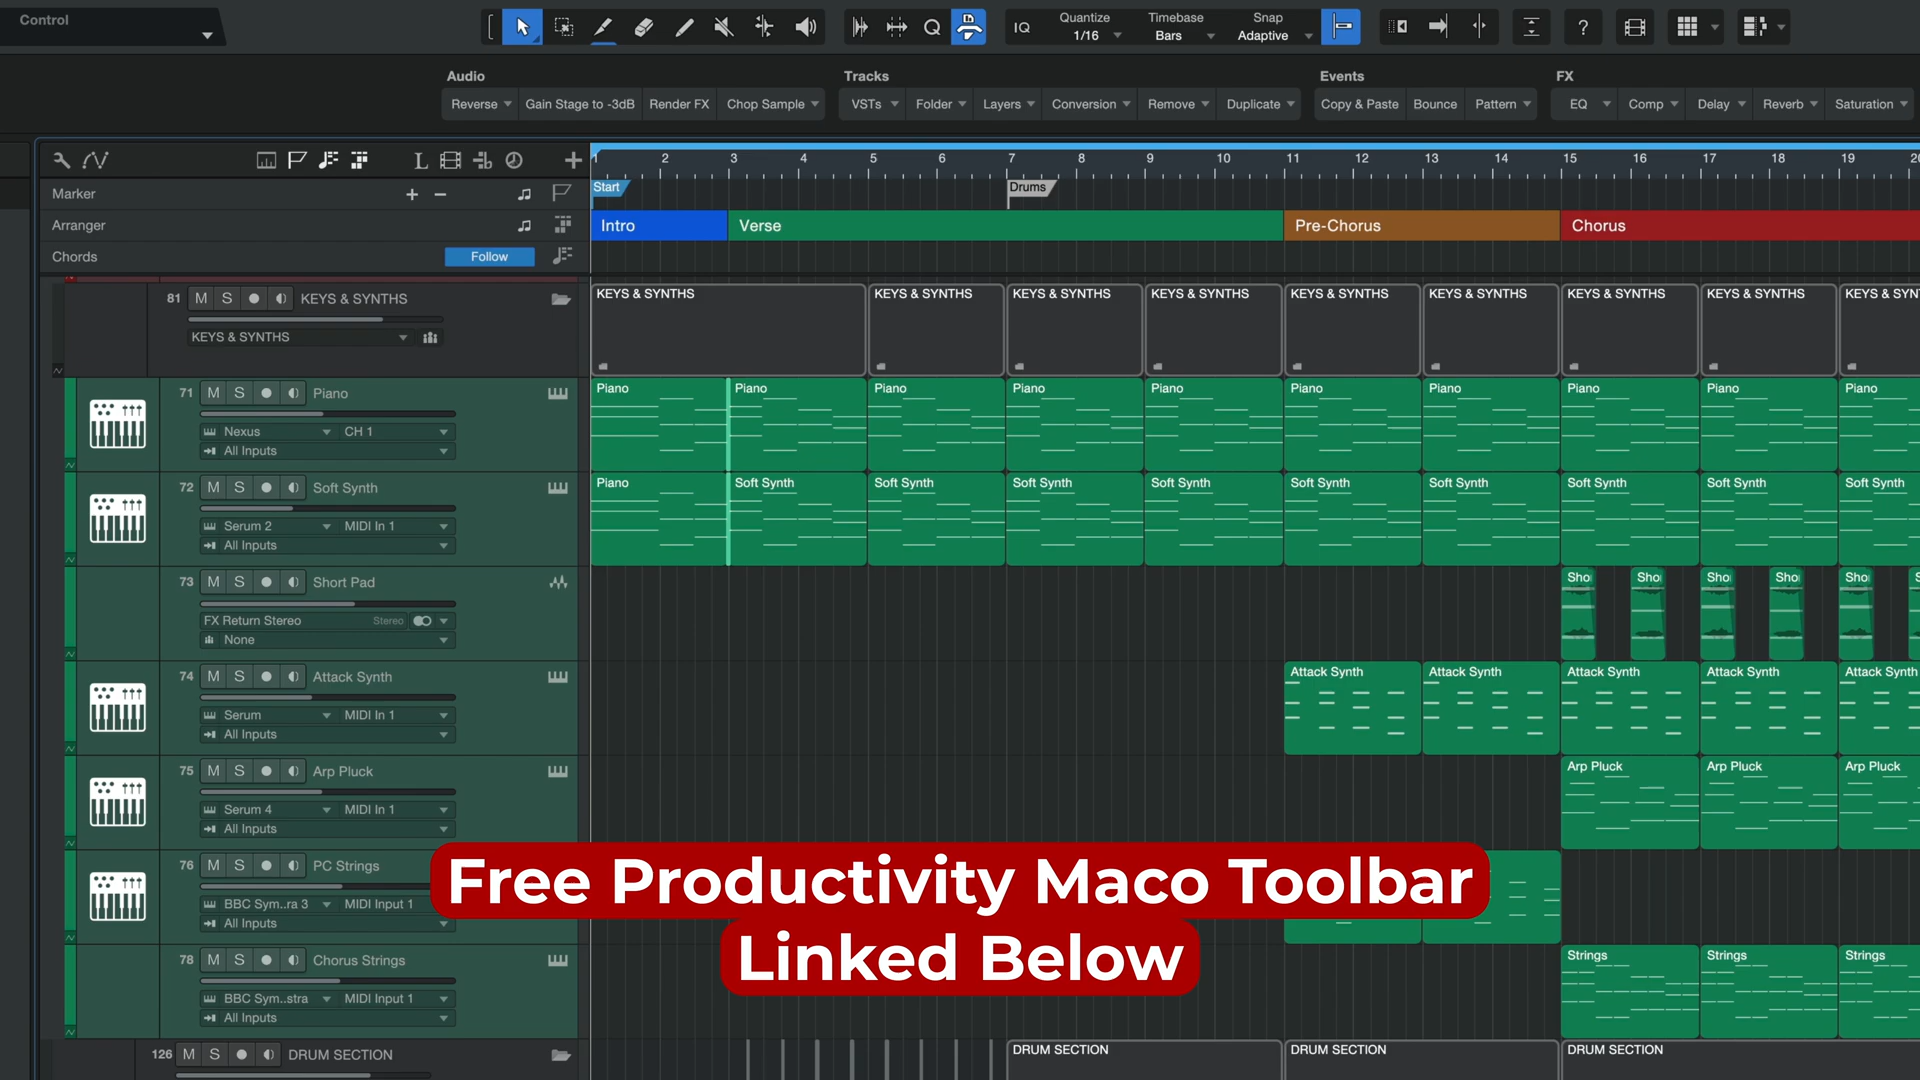 Control
IQ
Quantize
1/16
Timebase
Bars
Snap
Adaptive
?
Audio
Reverse
Gain Stage to -3dB
Render FX
Chop Sample
Tracks
VSTs
Folder
Layers
Conversion
Remove
Duplicate
Events
Copy & Paste
Bounce
Pattern
FX
EQ
Comp
Delay
Reverb
Saturation
1 2 3 4 5 6 7 8 9 10 11 12 13 14 15 16 17 18 19
Marker
Start
Drums
Arranger
Intro
Verse
Pre-Chorus
Chorus
Chords
Follow
81 M S KEYS & SYNTHS
KEYS & SYNTHS
KEYS & SYNTHS KEYS & SYNTHS KEYS & SYNTHS KEYS & SYNTHS KEYS & SYNTHS KEYS & SYNTHS KEYS & SYNTHS KEYS & SYNTHS KEYS & SYN
71 M S Piano
Nexus CH 1
All Inputs
Piano Piano Piano Piano Piano Piano Piano Piano Piano Piano
72 M S Soft Synth
Serum 2 MIDI In 1
All Inputs
Piano Soft Synth Soft Synth Soft Synth Soft Synth Soft Synth Soft Synth Soft Synth Soft Synth Soft Synth
73 M S Short Pad
FX Return Stereo Stereo
None
Sho Sho Sho Sho Sho
74 M S Attack Synth
Serum MIDI In 1
All Inputs
Attack Synth Attack Synth Attack Synth Attack Synth Attack Synth
75 M S Arp Pluck
Serum 4 MIDI In 1
All Inputs
Arp Pluck Arp Pluck Arp Pluck
76 M S PC Strings
BBC Sym..ra 3 MIDI Input 1
All Inputs
Free Productivity Maco Toolbar
Linked Below
78 M S Chorus Strings
BBC Sym..stra MIDI Input 1
All Inputs
Strings Strings Strings
126 M S DRUM SECTION
DRUM SECTION DRUM SECTION DRUM SECTION